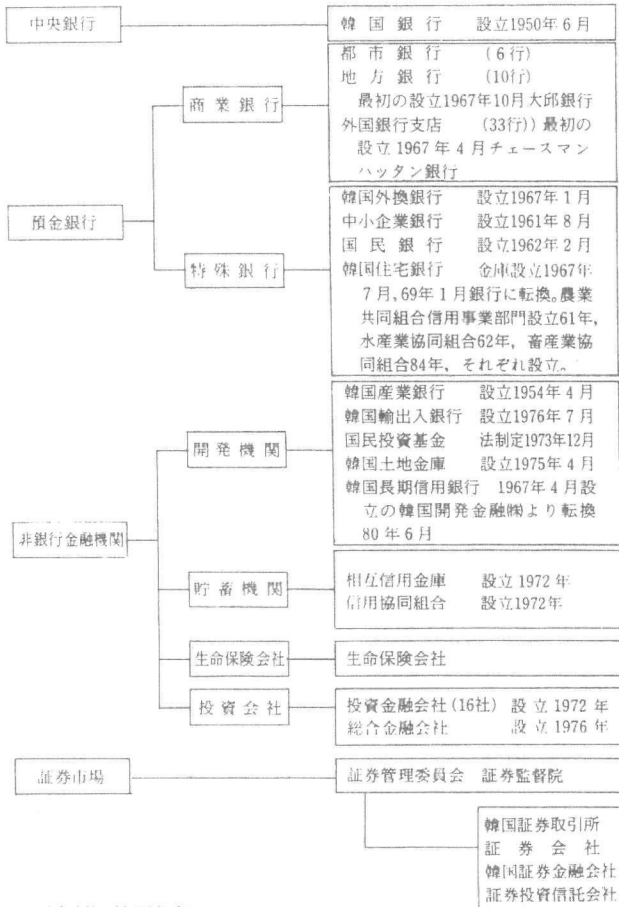 中央銀行
韓国銀行 設立1950年6月
預金銀行
商業銀行
都市銀行 (6行)
地方銀行 (10行)
最初の設立1967年10月大邱銀行
外国銀行支店 (33行))最初の
設立1967年4月チェースマン
ハッタン銀行
特殊銀行
韓国外換銀行 設立1967年1月
中小企業銀行 設立1961年8月
国民銀行 設立1962年2月
韓国住宅銀行 金庫設立1967年
7月,69年1月銀行に転換。農業
共同組合信用事業部門設立61年,
水産業協同組合62年,畜産業協
同組合84年,それぞれ設立。
非銀行金融機関
開発機関
韓国産業銀行 設立1954年4月
韓国輸出入銀行 設立1976年7月
国民投資基金 法制定1973年12月
韓国土地金庫 設立1975年4月
韓国長期信用銀行 1967年4月設
立の韓国開発金融㈱より転換
80年6月
貯蓄機関
相互信用金庫 設立1972年
信用協同組合 設立1972年
生命保険会社
生命保険会社
投資会社
投資金融会社(16社) 設立1972年
総合金融会社 設立1976年
証券市場
証券管理委員会 証券監督院
韓国証券取引所
証券会社
韓国証券金融会社
証券投資信託会社